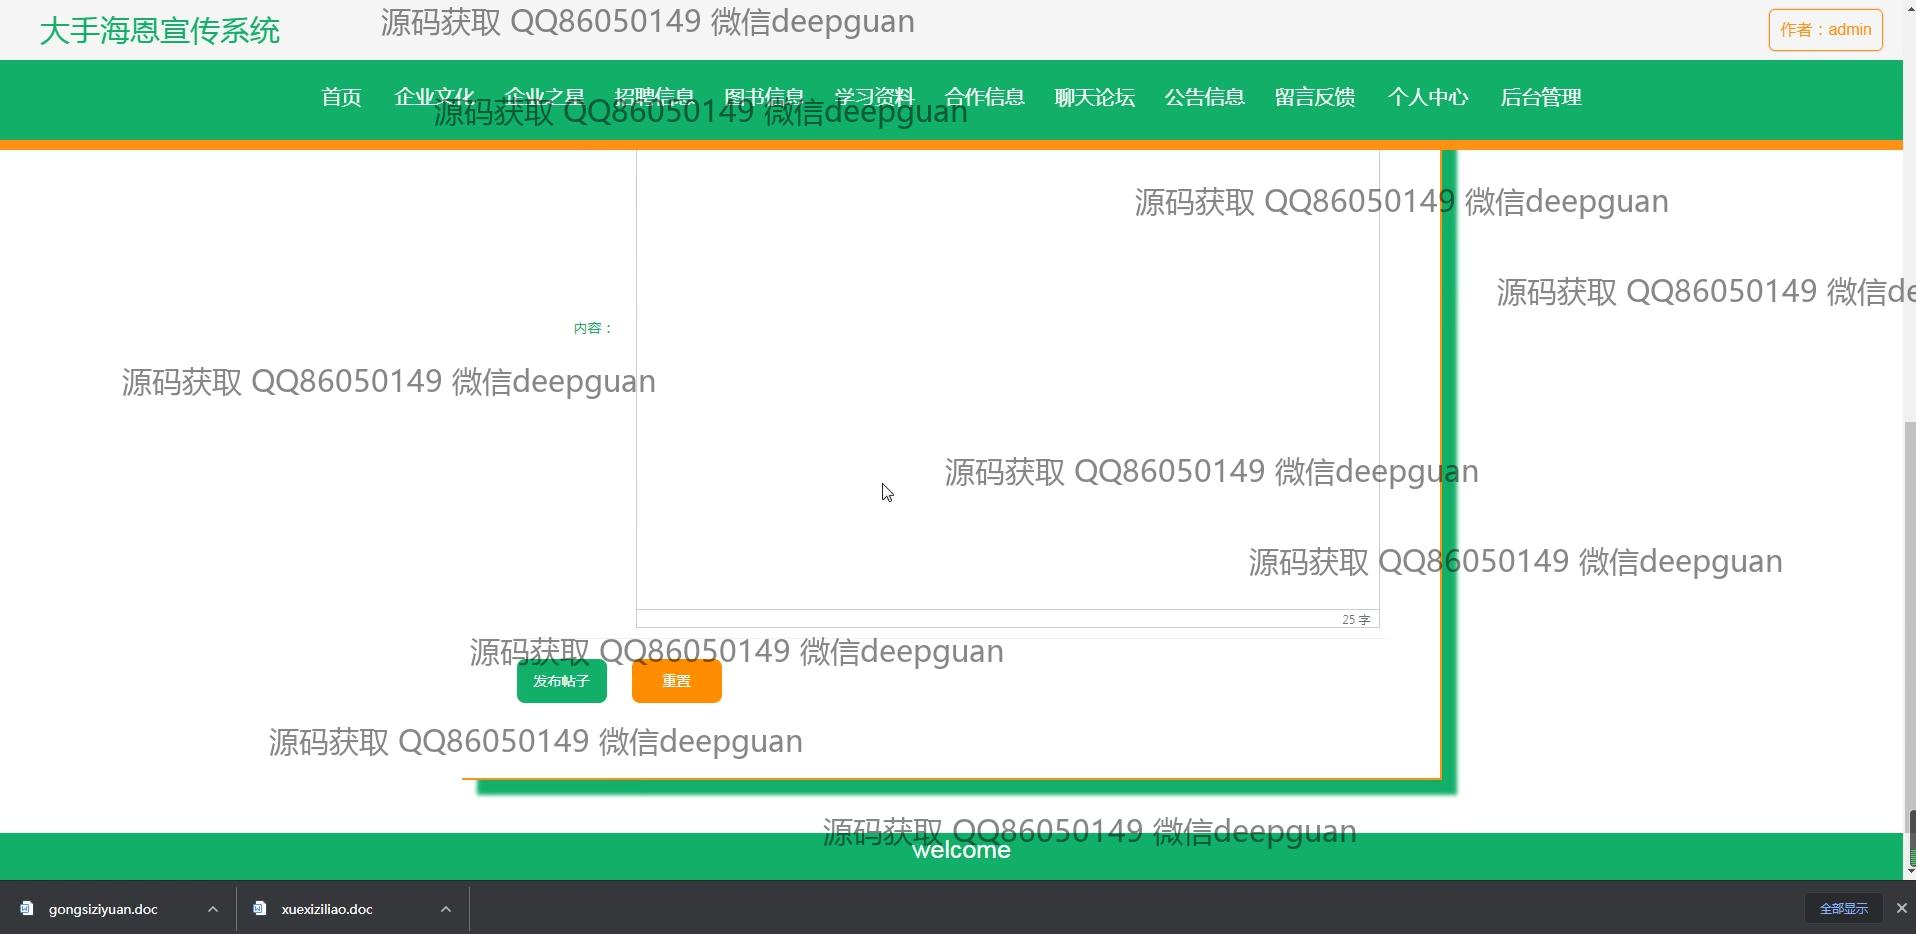 大手海恩宣传系统
源码获取 QQ86050149 微信deepguan
作者：admin
首页 企业文化 企业之星 招聘信息 图书信息 学习资料 合作信息 聊天论坛 公告信息 留言反馈 个人中心 后台管理
源码获取 QQ86050149 微信deepguan
源码获取 QQ86050149 微信deepguan
源码获取 QQ86050149 微信de
内容：
源码获取 QQ86050149 微信deepguan
源码获取 QQ86050149 微信deepguan
源码获取 QQ86050149 微信deepguan
25 字
源码获取 QQ86050149 微信deepguan
发布帖子 重置
源码获取 QQ86050149 微信deepguan
源码获取 QQ86050149 微信deepguan
welcome
gongsiziyuan.doc xuexiziliao.doc 全部显示